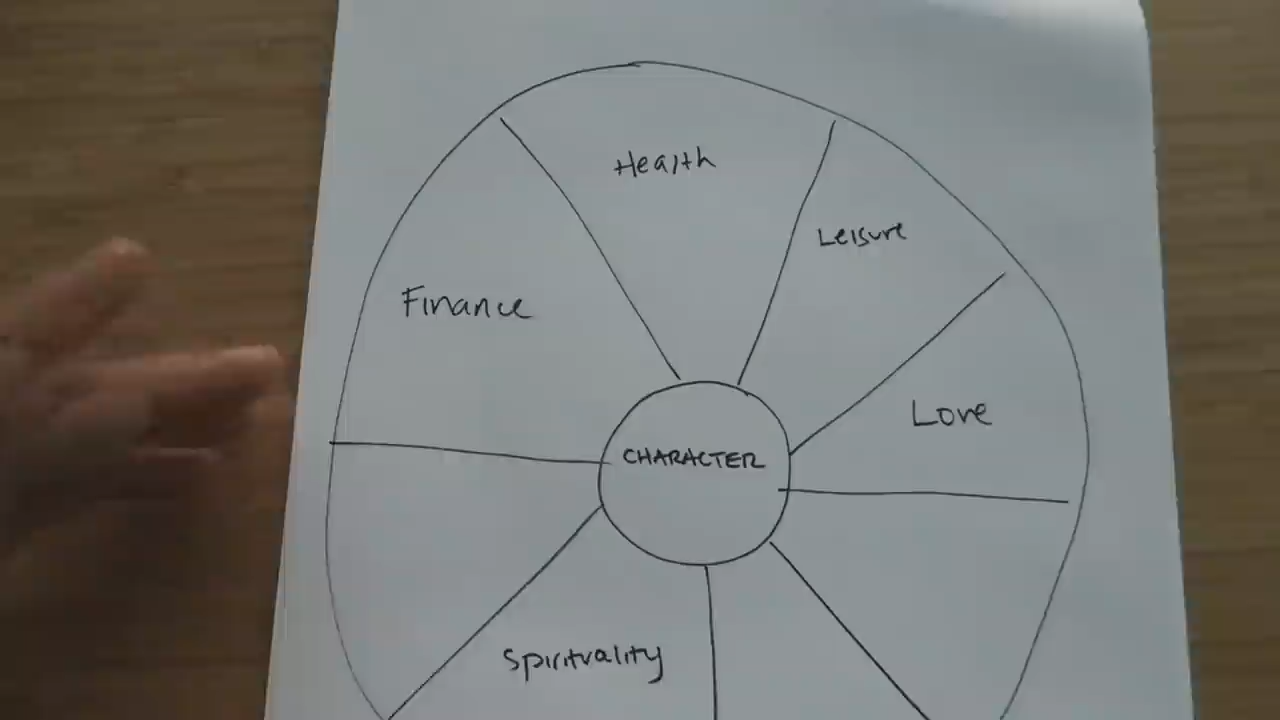 Health
Leisure
Finance
Love
CHARACTER
Spirituality